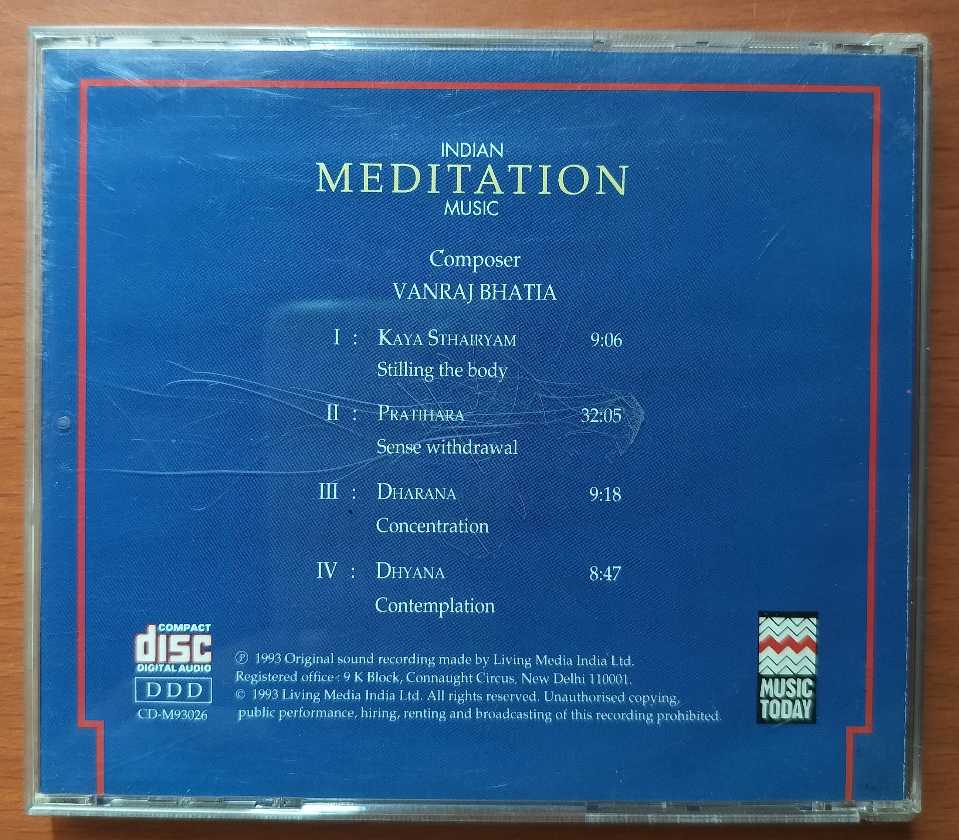 INDIAN
MEDITATION
MUSIC
Composer
VANRAJ BHATIA
I : KAYA STHAIRYAM 9:06
Stilling the body
II : PRATIHARA 32:05
Sense withdrawal
III : DHARANA 9:18
Concentration
IV : DHYANA 8:47
Contemplation
COMPACT
disc
DIGITAL AUDIO
DDD
CD-M93026
℗ 1993 Original sound recording made by Living Media India Ltd.
Registered office : 9 K Block, Connaught Circus, New Delhi 110001.
© 1993 Living Media India Ltd. All rights reserved. Unauthorised copying,
public performance, hiring, renting and broadcasting of this recording prohibited.
MUSIC
TODAY